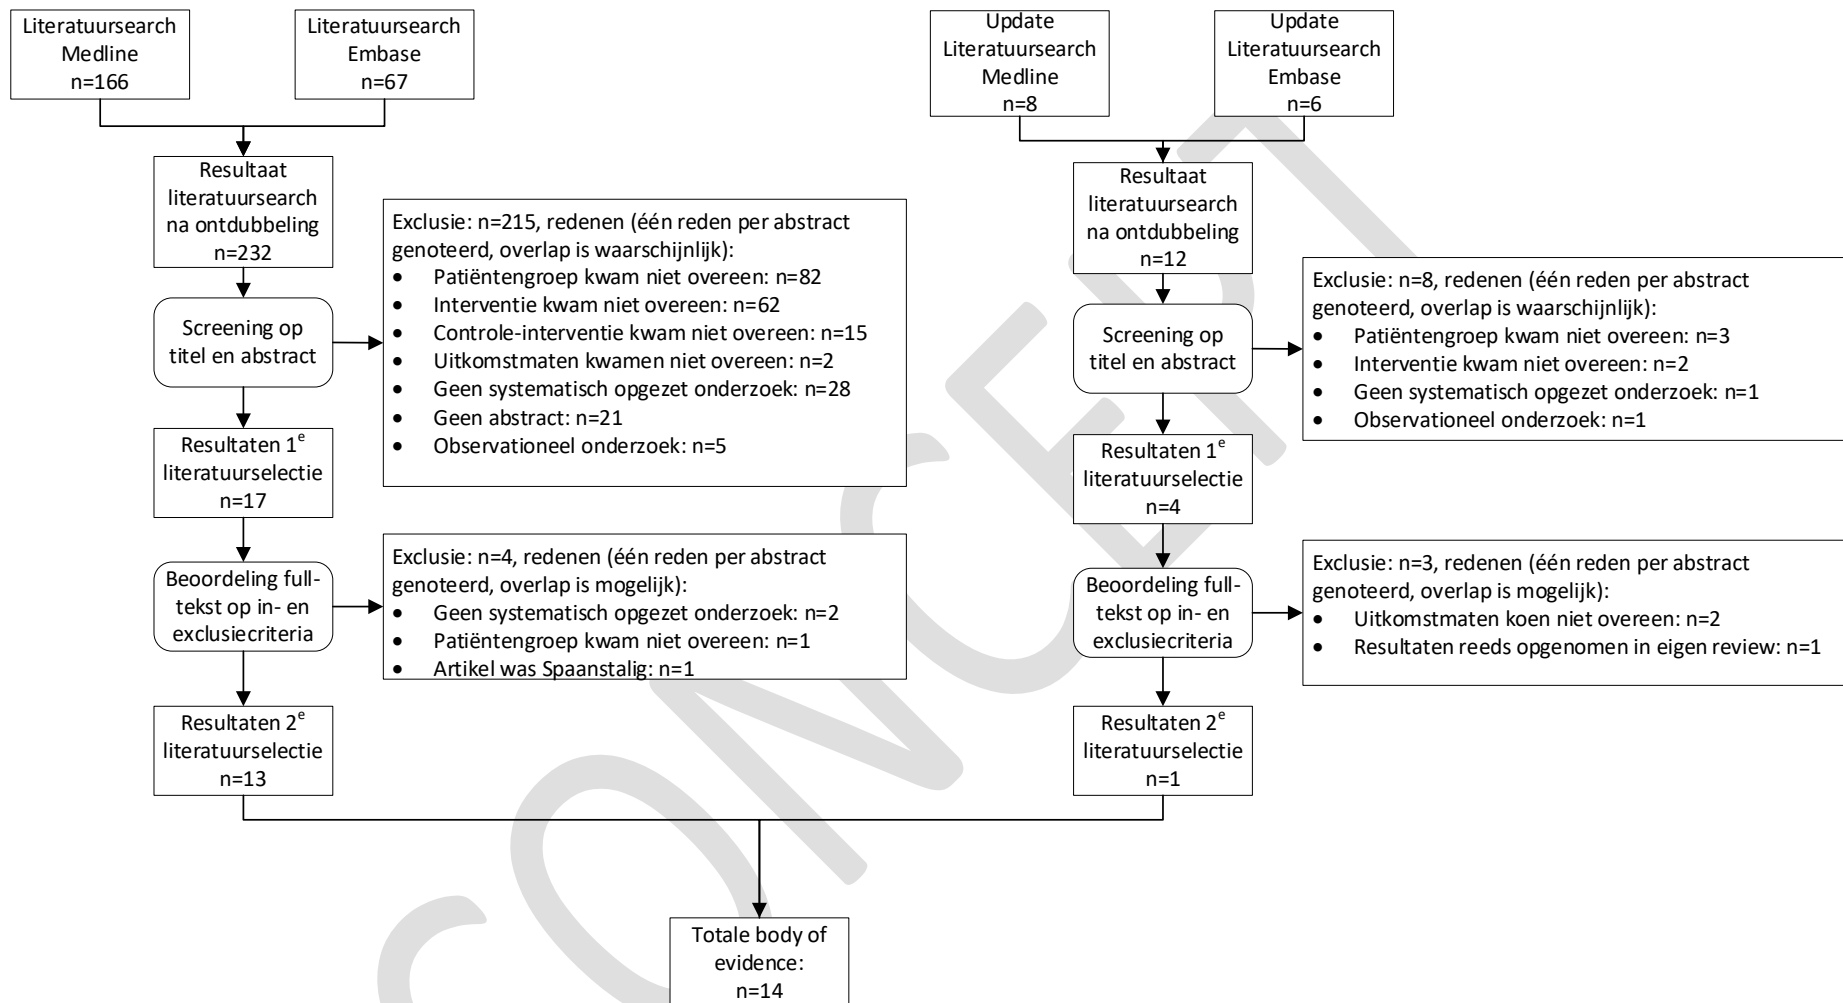 Literatuursearch
Medline
n=166
Literatuursearch
Embase
n=67
Resultaat
literatuursearch
na ontdubbeling
n=232
Screening op
titel en abstract
Exclusie: n=215, redenen (één reden per abstract
genoteerd, overlap is waarschijnlijk):
• Patiëntengroep kwam niet overeen: n=82
• Interventie kwam niet overeen: n=62
• Controle-interventie kwam niet overeen: n=15
• Uitkomstmaten kwamen niet overeen: n=2
• Geen systematisch opgezet onderzoek: n=28
• Geen abstract: n=21
• Observationeel onderzoek: n=5
Resultaten 1e
literatuurselectie
n=17
Beoordeling full-
tekst op in- en
exclusiecriteria
Exclusie: n=4, redenen (één reden per abstract
genoteerd, overlap is mogelijk):
• Geen systematisch opgezet onderzoek: n=2
• Patiëntengroep kwam niet overeen: n=1
• Artikel was Spaanstalig: n=1
Resultaten 2e
literatuurselectie
n=13
Update
Literatuursearch
Medline
n=8
Update
Literatuursearch
Embase
n=6
Resultaat
literatuursearch
na ontdubbeling
n=12
Screening op
titel en abstract
Exclusie: n=8, redenen (één reden per abstract
genoteerd, overlap is waarschijnlijk):
• Patiëntengroep kwam niet overeen: n=3
• Interventie kwam niet overeen: n=2
• Geen systematisch opgezet onderzoek: n=1
• Observationeel onderzoek: n=1
Resultaten 1e
literatuurselectie
n=4
Beoordeling full-
tekst op in- en
exclusiecriteria
Exclusie: n=3, redenen (één reden per abstract
genoteerd, overlap is mogelijk):
• Uitkomstmaten koen niet overeen: n=2
• Resultaten reeds opgenomen in eigen review: n=1
Resultaten 2e
literatuurselectie
n=1
Totale body of
evidence:
n=14
CONCEPT